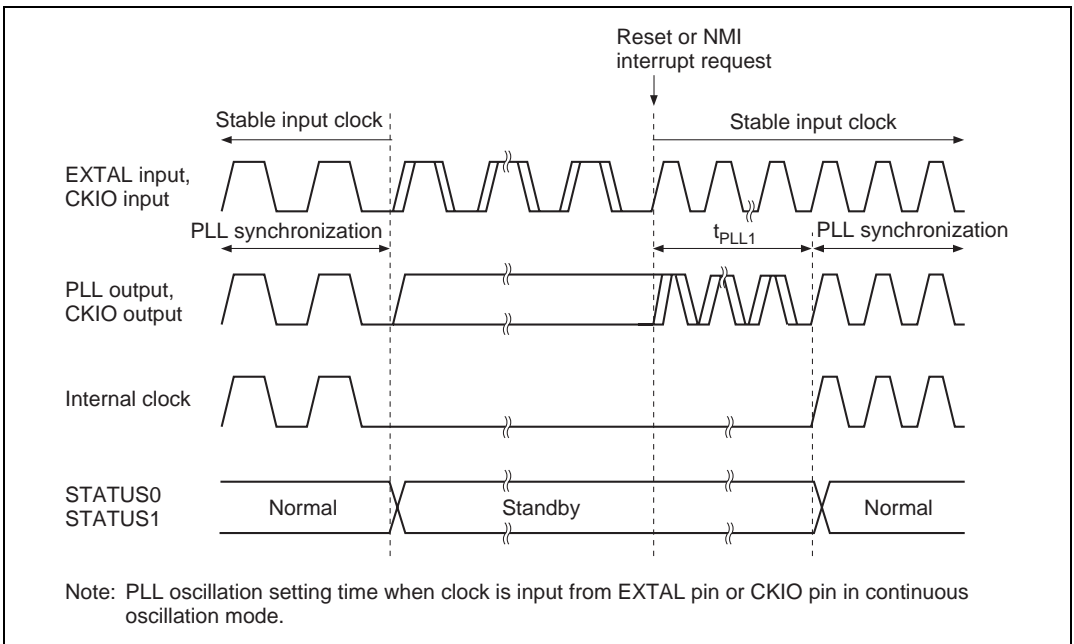 Reset or NMI
interrupt request
Stable input clock
Stable input clock
EXTAL input,
CKIO input
PLL synchronization
tPLL1
PLL synchronization
PLL output,
CKIO output
Internal clock
STATUS0
STATUS1
Normal
Standby
Normal
Note: PLL oscillation setting time when clock is input from EXTAL pin or CKIO pin in continuous
oscillation mode.